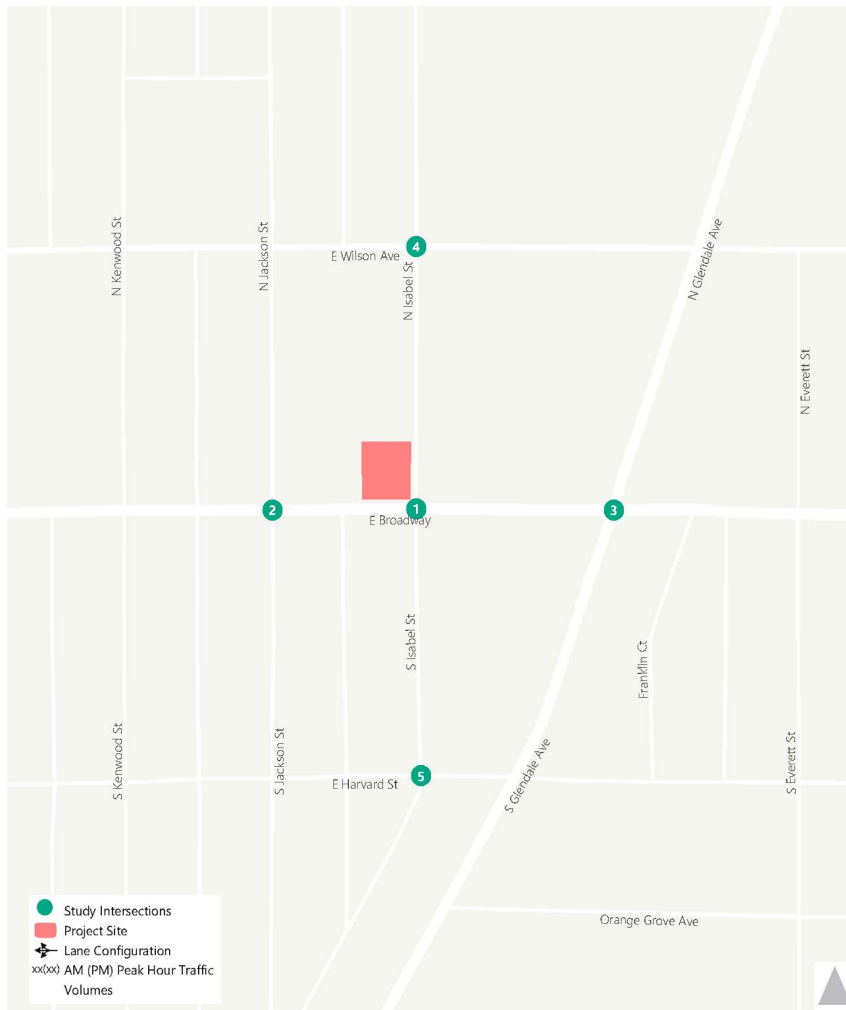 N Kenwood St
N Jackson St
E Wilson Ave
4
N Isabel St
N Glendale Ave
N Everett St
2
1
3
E Broadway
S Isabel St
Franklin Ct
S Kenwood St
S Jackson St
E Harvard St
5
S Glendale Ave
S Everett St
Orange Grove Ave
Study Intersections
Project Site
Lane Configuration
xx(xx) AM (PM) Peak Hour Traffic
Volumes